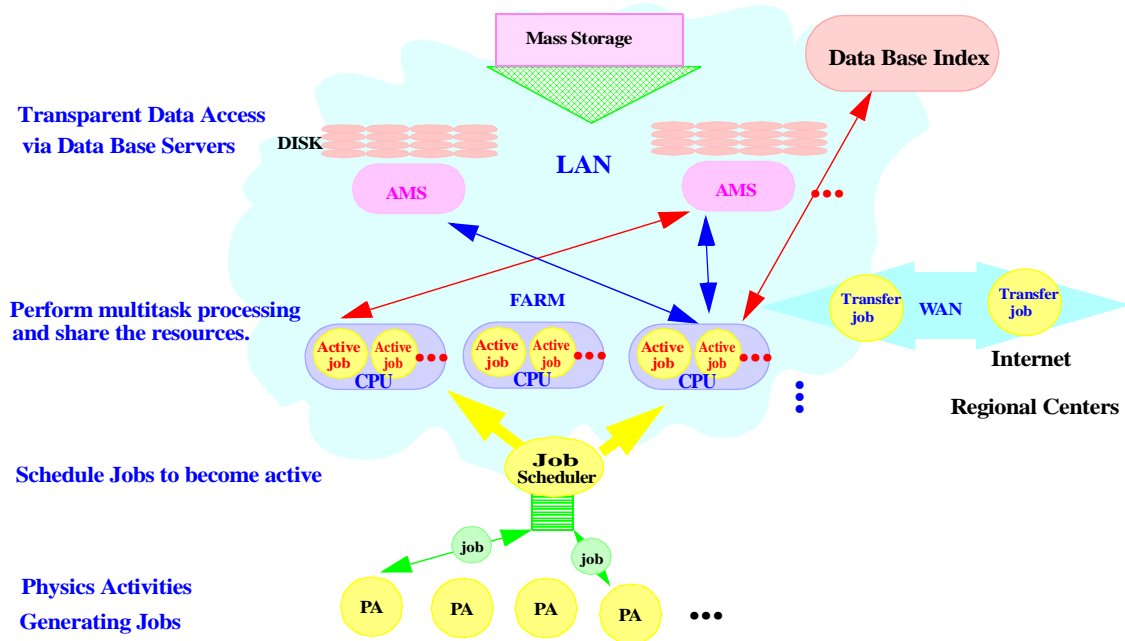 Mass Storage
Data Base Index
Transparent Data Access
via Data Base Servers
DISK
LAN
AMS
AMS
Perform multitask processing
and share the resources.
FARM
Transfer
job
WAN
Transfer
job
Active
job
Active
job
CPU
Active
job
Active
job
CPU
Active
job
Active
job
CPU
Internet
Regional Centers
Job
Scheduler
Schedule Jobs to become active
job
job
Physics Activities
Generating Jobs
PA
PA
PA
PA